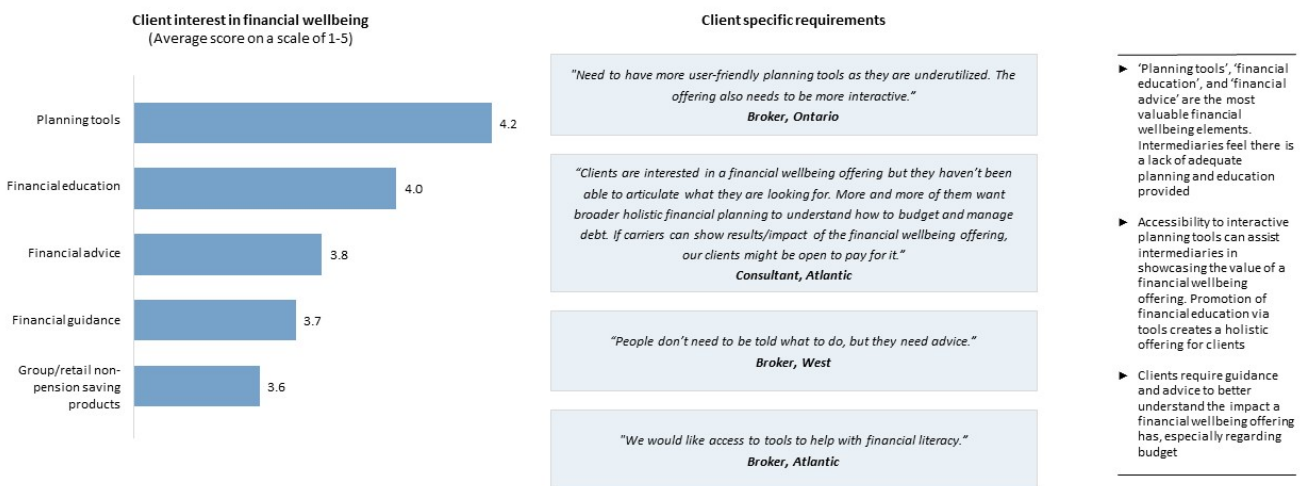 Client interest in financial wellbeing
(Average score on a scale of 1-5)
Planning tools
4.2
Financial education
4.0
Financial advice
3.8
Financial guidance
3.7
Group/retail non-
pension saving
products
3.6
Client specific requirements
"Need to have more user-friendly planning tools as they are underutilized. The
offering also needs to be more interactive.”
Broker, Ontario
“Clients are interested in a financial wellbeing offering but they haven’t been
able to articulate what they are looking for. More and more of them want
broader holistic financial planning to understand how to budget and manage
debt. If carriers can show results/impact of the financial wellbeing offering,
our clients might be open to pay for it.”
Consultant, Atlantic
“People don’t need to be told what to do, but they need advice.”
Broker, West
"We would like access to tools to help with financial literacy.”
Broker, Atlantic
► ‘Planning tools’, ‘financial
education’, and ‘financial
advice’ are the most
valuable financial
wellbeing elements.
Intermediaries feel there is
a lack of adequate
planning and education
provided
► Accessibility to interactive
planning tools can assist
intermediaries in
showcasing the value of a
financial wellbeing
offering. Promotion of
financial education via
tools creates a holistic
offering for clients
► Clients require guidance
and advice to better
understand the impact a
financial wellbeing offering
has, especially regarding
budget